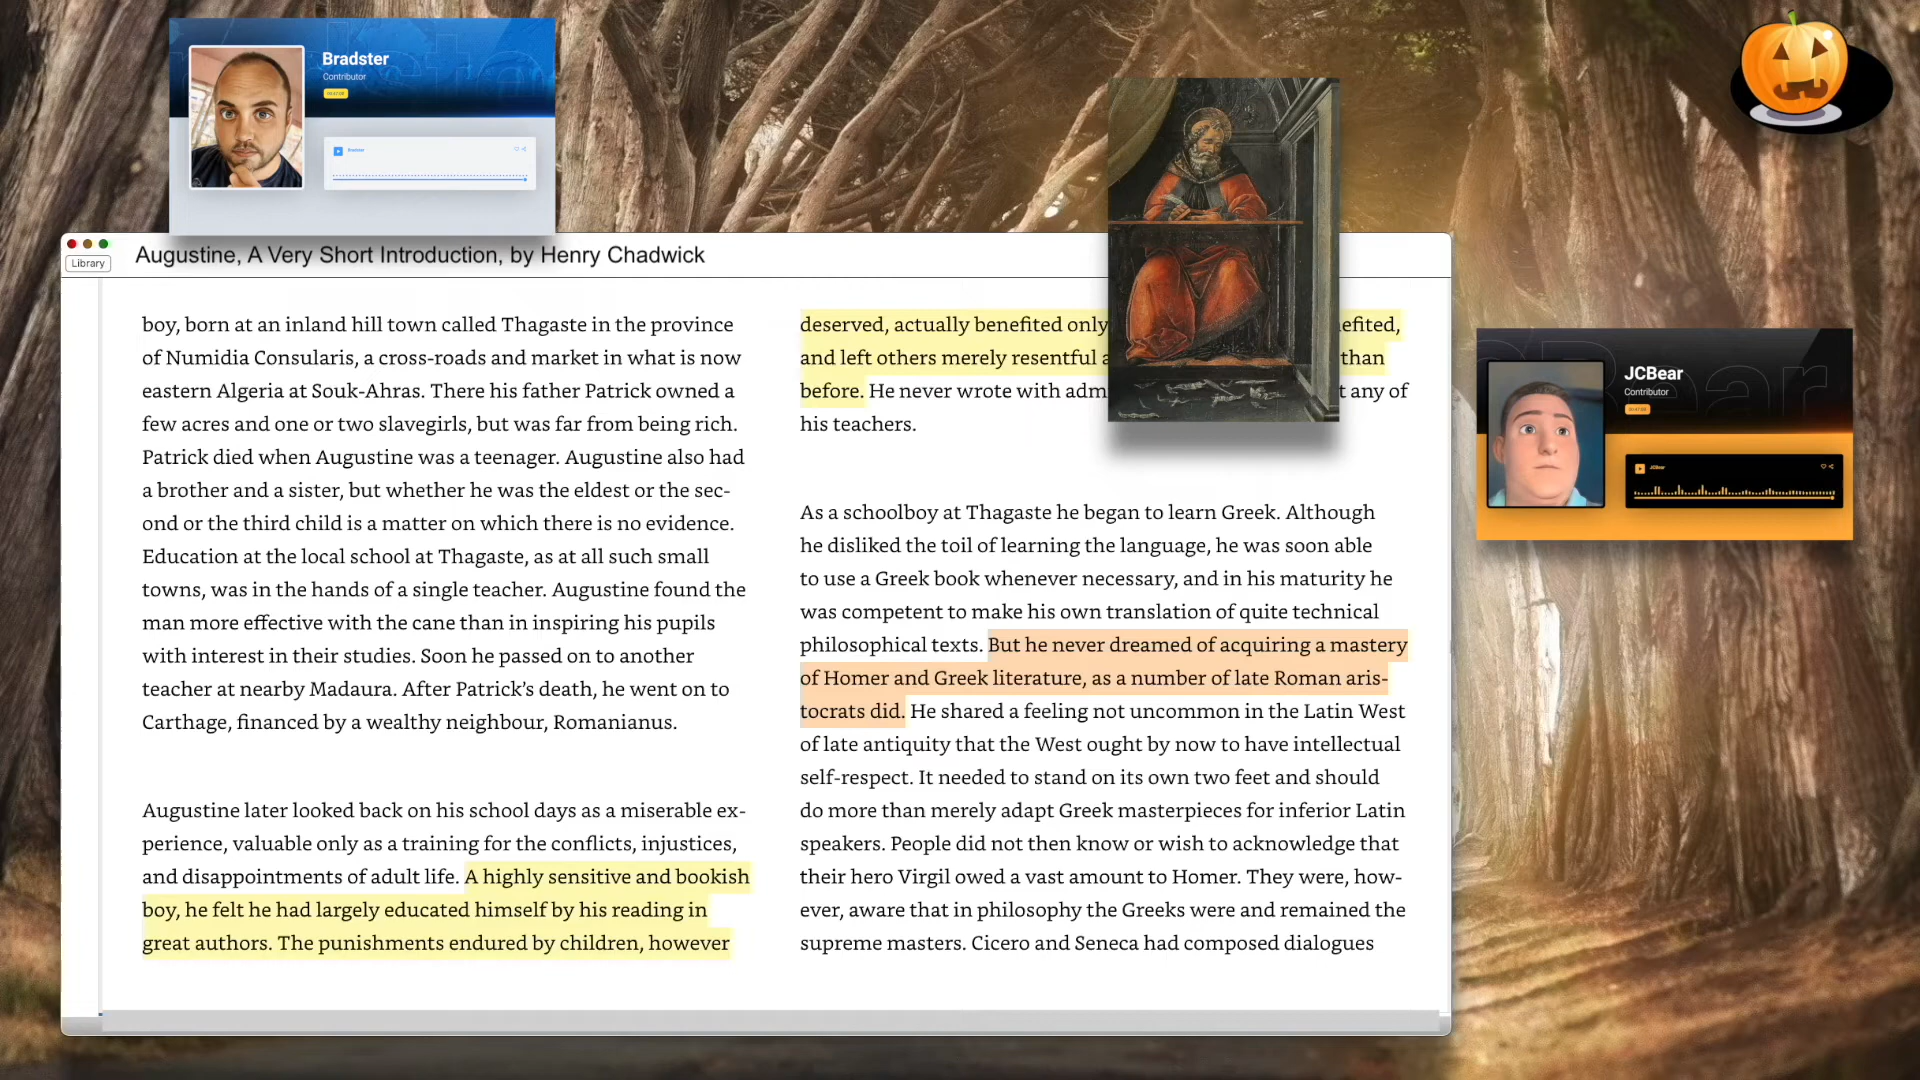 Bradster
Contributor
Bradster
Library
Augustine, A Very Short Introduction, by Henry Chadwick
boy, born at an inland hill town called Thagaste in the province
of Numidia Consularis, a cross-roads and market in what is now
eastern Algeria at Souk-Ahras. There his father Patrick owned a
few acres and one or two slavegirls, but was far from being rich.
Patrick died when Augustine was a teenager. Augustine also had
a brother and a sister, but whether he was the eldest or the sec-
ond or the third child is a matter on which there is no evidence.
Education at the local school at Thagaste, as at all such small
towns, was in the hands of a single teacher. Augustine found the
man more effective with the cane than in inspiring his pupils
with interest in their studies. Soon he passed on to another
teacher at nearby Madaura. After Patrick’s death, he went on to
Carthage, financed by a wealthy neighbour, Romanianus.
Augustine later looked back on his school days as a miserable ex-
perience, valuable only as a training for the conflicts, injustices,
and disappointments of adult life. A highly sensitive and bookish
boy, he felt he had largely educated himself by his reading in
great authors. The punishments endured by children, however
deserved, actually benefited only efited,
and left others merely resentful a than
before. He never wrote with adm t any of
his teachers.
As a schoolboy at Thagaste he began to learn Greek. Although
he disliked the toil of learning the language, he was soon able
to use a Greek book whenever necessary, and in his maturity he
was competent to make his own translation of quite technical
philosophical texts. But he never dreamed of acquiring a mastery
of Homer and Greek literature, as a number of late Roman aris-
tocrats did. He shared a feeling not uncommon in the Latin West
of late antiquity that the West ought by now to have intellectual
self-respect. It needed to stand on its own two feet and should
do more than merely adapt Greek masterpieces for inferior Latin
speakers. People did not then know or wish to acknowledge that
their hero Virgil owed a vast amount to Homer. They were, how-
ever, aware that in philosophy the Greeks were and remained the
supreme masters. Cicero and Seneca had composed dialogues
JCBear
Contributor
JCBear